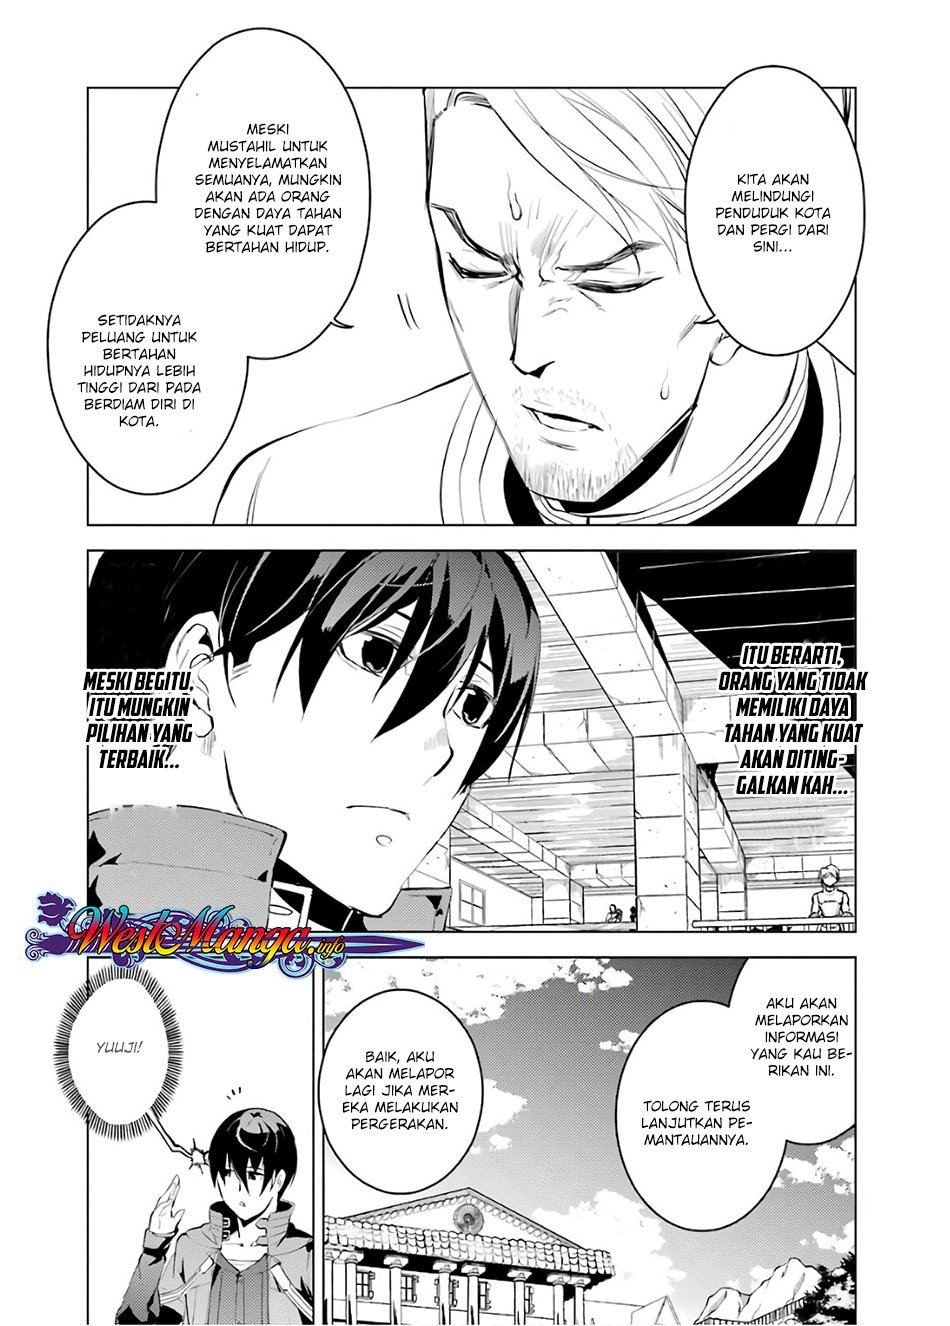 KITA AKAN
MELINDUNGI
PENDUDUK KOTA
DAN PERGI DARI
SINI...
MESKI
MUSTAHIL UNTUK
MENYELAMATKAN
SEMUANYA, MUNGKIN
AKAN ADA ORANG
DENGAN DAYA TAHAN
YANG KUAT DAPAT
BERTAHAN HIDUP.
SETIDAKNYA
PELUANG UNTUK
BERTAHAN
HIDUPNYA LEBIH
TINGGI DARI PADA
BERDIAM DIRI DI
KOTA.
ITU BERARTI,
ORANG YANG TIDAK
MEMILIKI DAYA
TAHAN YANG KUAT
AKAN DITING-
GALKAN KAH...
MESKI BEGITU,
ITU MUNGKIN
PILIHAN YANG
TERBAIK!...
WestManga.info
AKU AKAN
MELAPORKAN
INFORMASI
YANG KAU BE-
RIKAN INI.
TOLONG TERUS
LANJUTKAN PE-
MANTAUANNYA.
BAIK, AKU
AKAN MELAPOR
LAGI JIKA MER-
EKA MELAKUKAN
PERGERAKAN.
YUUJI!